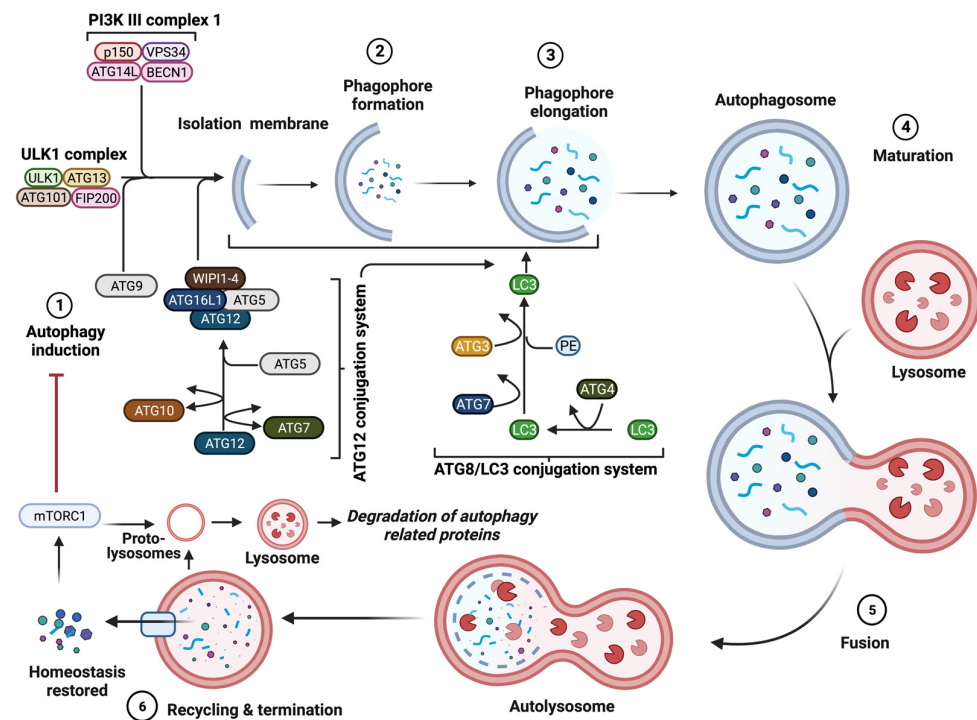 PI3K III complex 1
p150 VPS34
ATG14L BECN1
ULK1 complex
ULK1 ATG13
ATG101 FIP200
Isolation membrane
2
Phagophore
formation
3
Phagophore
elongation
Autophagosome
4
Maturation
ATG9
WIPI1-4
ATG16L1 ATG5
ATG12
ATG5
ATG10
ATG7
ATG12
ATG12 conjugation system
LC3
ATG3
PE
ATG7
ATG4
LC3
LC3
ATG8/LC3 conjugation system
Lysosome
1
Autophagy
induction
mTORC1
Proto-
lysosomes
Lysosome
Degradation of autophagy
related proteins
5
Fusion
Autolysosome
Homeostasis
restored
6
Recycling & termination